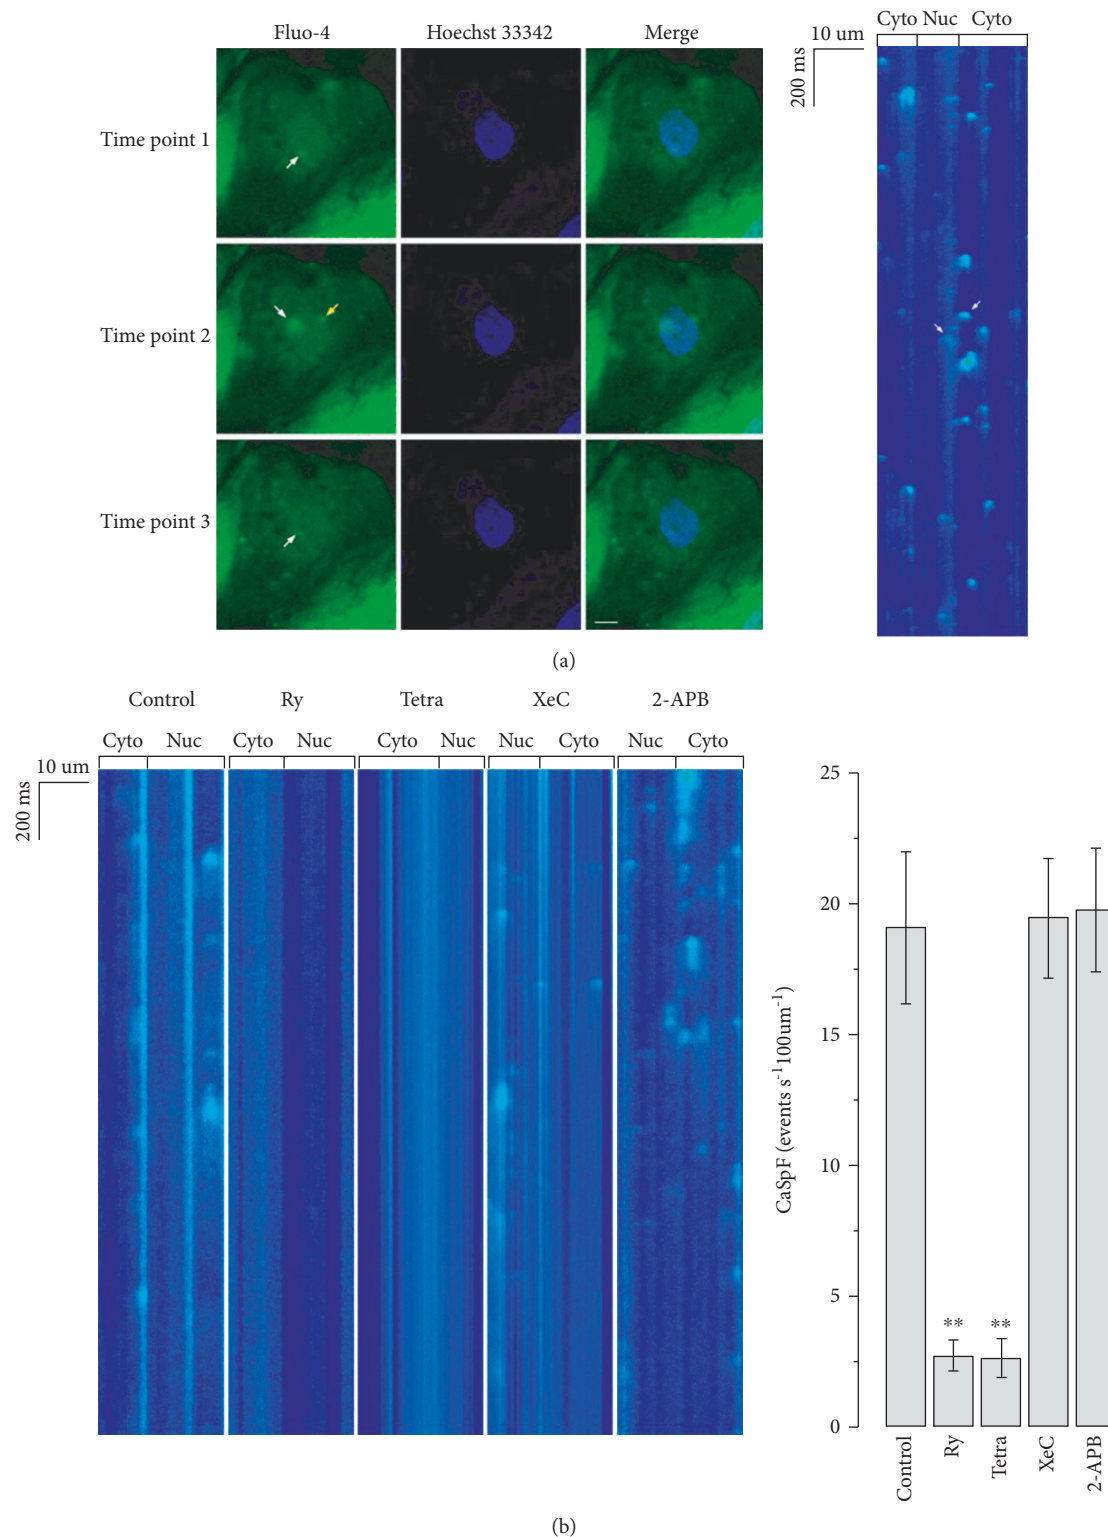 Fluo-4 Hoechst 33342 Merge
Time point 1
Time point 2
Time point 3
Cyto Nuc Cyto
10 um
200 ms
(a)
Control Ry Tetra XeC 2-APB
Cyto Nuc Cyto Nuc Cyto Nuc Nuc Cyto Nuc Cyto
10 um
200 ms
CaSpF (events s⁻¹100um⁻¹)
25
20
15
10
5
0
** **
Control Ry Tetra XeC 2-APB
(b)